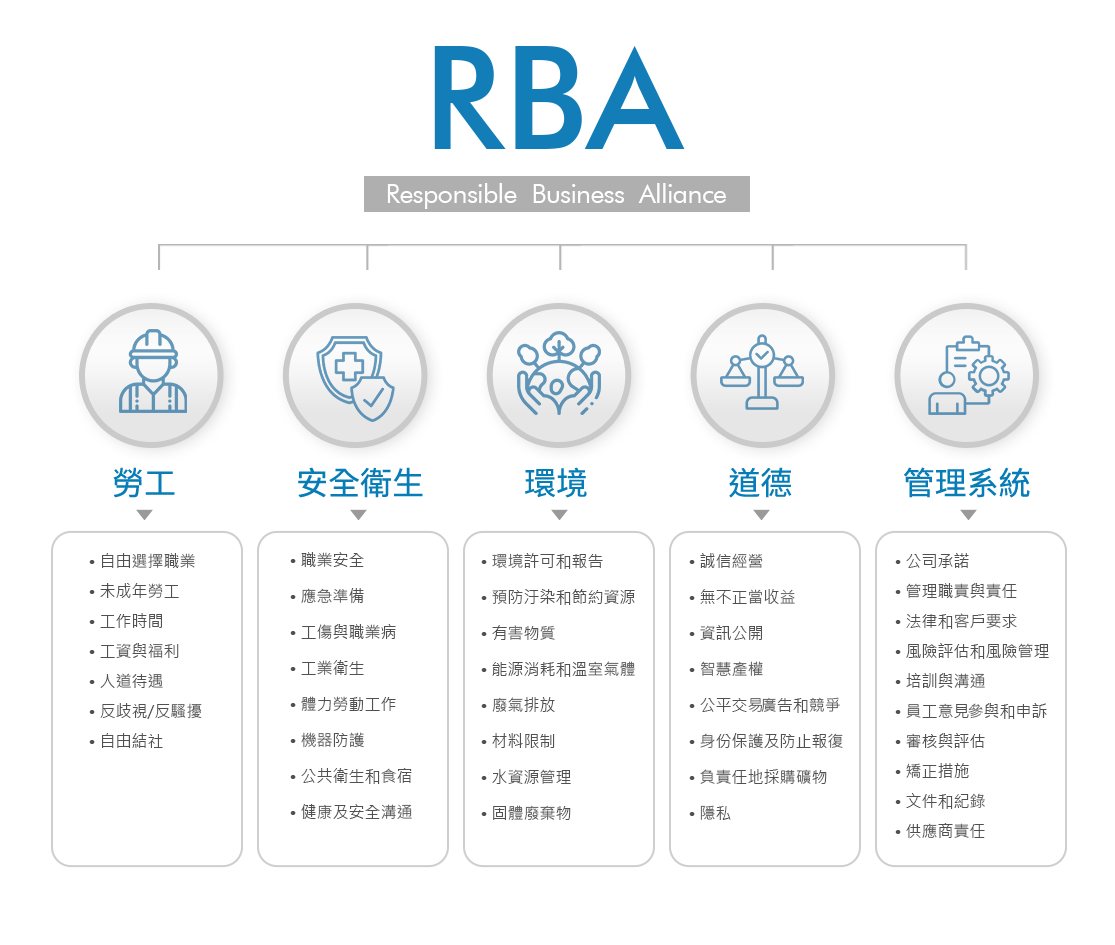 RBA
Responsible Business Alliance
勞工
• 自由選擇職業
• 未成年勞工
• 工作時間
• 工資與福利
• 人道待遇
• 反歧視/反騷擾
• 自由結社
安全衛生
• 職業安全
• 應急準備
• 工傷與職業病
• 工業衛生
• 體力勞動工作
• 機器防護
• 公共衛生和食宿
• 健康及安全溝通
環境
• 環境許可和報告
• 預防汙染和節約資源
• 有害物質
• 能源消耗和溫室氣體
• 廢氣排放
• 材料限制
• 水資源管理
• 固體廢棄物
道德
• 誠信經營
• 無不正當收益
• 資訊公開
• 智慧產權
• 公平交易廣告和競爭
• 身份保護及防止報復
• 負責任地採購礦物
• 隱私
管理系統
• 公司承諾
• 管理職責與責任
• 法律和客戶要求
• 風險評估和風險管理
• 培訓與溝通
• 員工意見參與和申訴
• 審核與評估
• 矯正措施
• 文件和紀錄
• 供應商責任